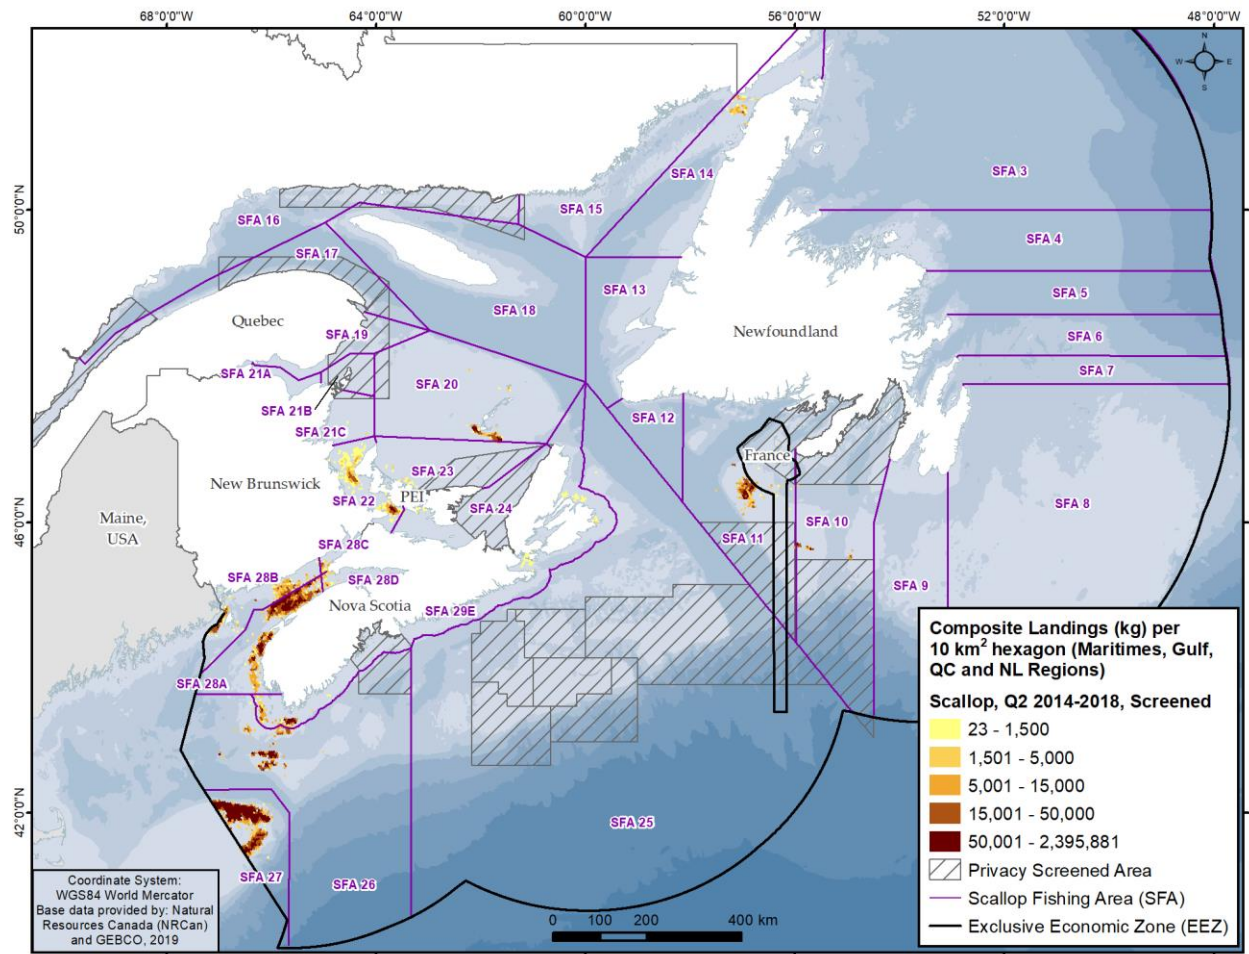 68°0'0"W
64°0'0"W
60°0'0"W
56°0'0"W
52°0'0"W
48°0'0"W
N
W E
S
SFA 3
SFA 14
SFA 15
50°0'0"N
50°0'0"N
SFA 16
SFA 4
SFA 17
SFA 13
SFA 5
SFA 18
Quebec
Newfoundland
SFA 19
SFA 6
SFA 21A
SFA 7
SFA 20
SFA 21B
SFA 12
SFA 21C
France
SFA 23
New Brunswick
SFA 22
PEI
SFA 24
SFA 8
Maine,
USA
46°0'0"N
46°0'0"N
SFA 10
SFA 11
SFA 28C
SFA 28B
SFA 28D
SFA 9
Nova Scotia
SFA 29E
SFA 28A
42°0'0"N
42°0'0"N
SFA 25
SFA 27
SFA 26
Composite Landings (kg) per
10 km² hexagon (Maritimes, Gulf,
QC and NL Regions)
Scallop, Q2 2014-2018, Screened
23 - 1,500
1,501 - 5,000
5,001 - 15,000
15,001 - 50,000
50,001 - 2,395,881
Privacy Screened Area
Scallop Fishing Area (SFA)
Exclusive Economic Zone (EEZ)
Coordinate System:
WGS84 World Mercator
Base data provided by: Natural
Resources Canada (NRCan)
and GEBCO, 2019
0 100 200 400 km